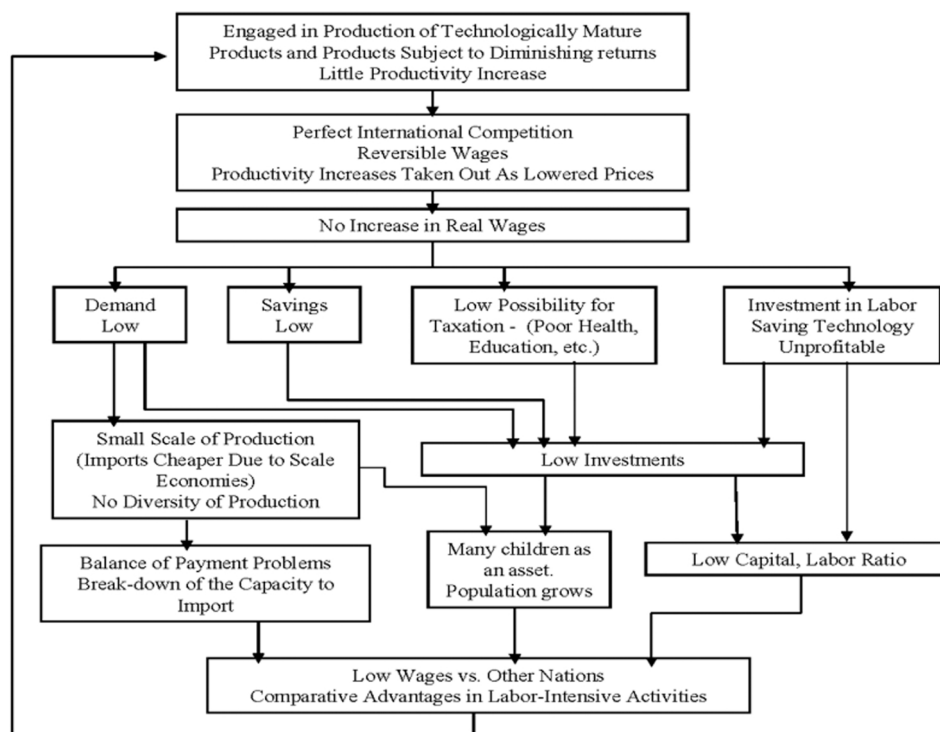 Engaged in Production of Technologically Mature
Products and Products Subject to Diminishing returns
Little Productivity Increase
Perfect International Competition
Reversible Wages
Productivity Increases Taken Out As Lowered Prices
No Increase in Real Wages
Demand
Low
Savings
Low
Low Possibility for
Taxation - (Poor Health,
Education, etc.)
Investment in Labor
Saving Technology
Unprofitable
Small Scale of Production
(Imports Cheaper Due to Scale
Economies)
No Diversity of Production
Low Investments
Balance of Payment Problems
Break-down of the Capacity to
Import
Many children as
an asset.
Population grows
Low Capital, Labor Ratio
Low Wages vs. Other Nations
Comparative Advantages in Labor-Intensive Activities